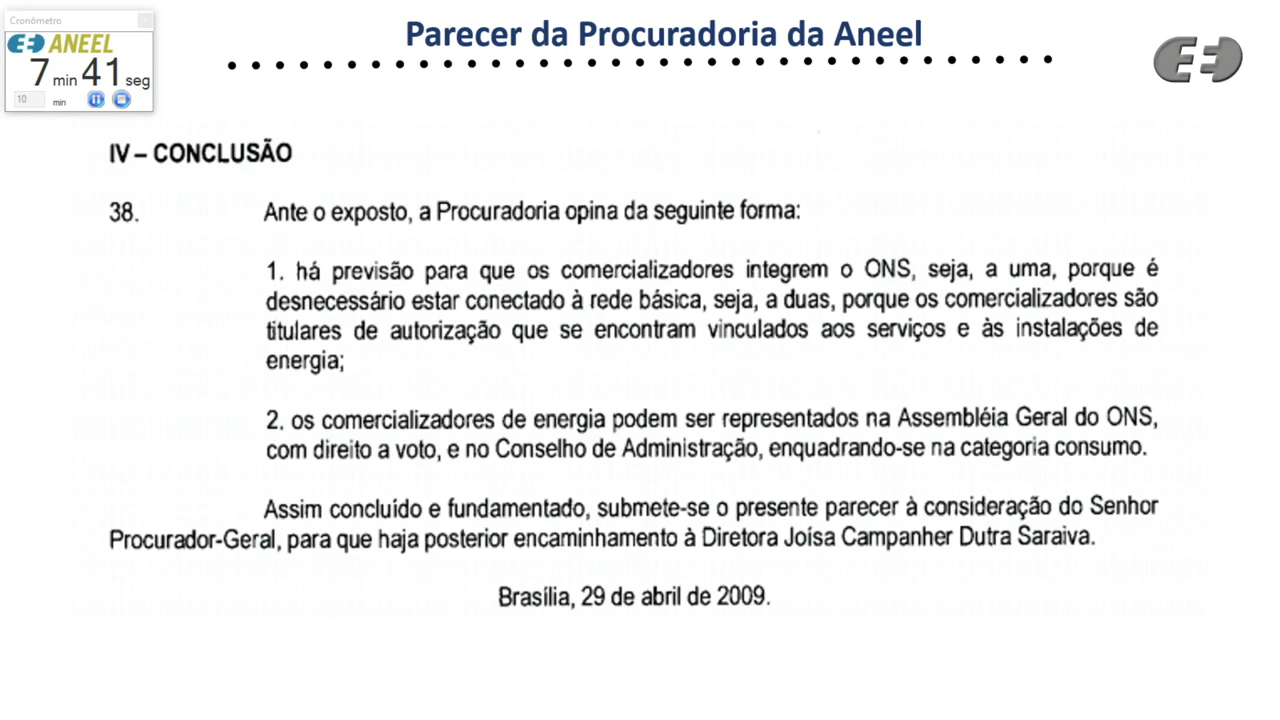 Cronômetro
ANEEL
7 min 41 seg
10 min
Parecer da Procuradoria da Aneel
IV – CONCLUSÃO
38. Ante o exposto, a Procuradoria opina da seguinte forma:
1. há previsão para que os comercializadores integrem o ONS, seja, a uma, porque é
desnecessário estar conectado à rede básica, seja, a duas, porque os comercializadores são
titulares de autorização que se encontram vinculados aos serviços e às instalações de
energia;
2. os comercializadores de energia podem ser representados na Assembléia Geral do ONS,
com direito a voto, e no Conselho de Administração, enquadrando-se na categoria consumo.
Assim concluído e fundamentado, submete-se o presente parecer à consideração do Senhor
Procurador-Geral, para que haja posterior encaminhamento à Diretora Joísa Campanher Dutra Saraiva.
Brasília, 29 de abril de 2009.